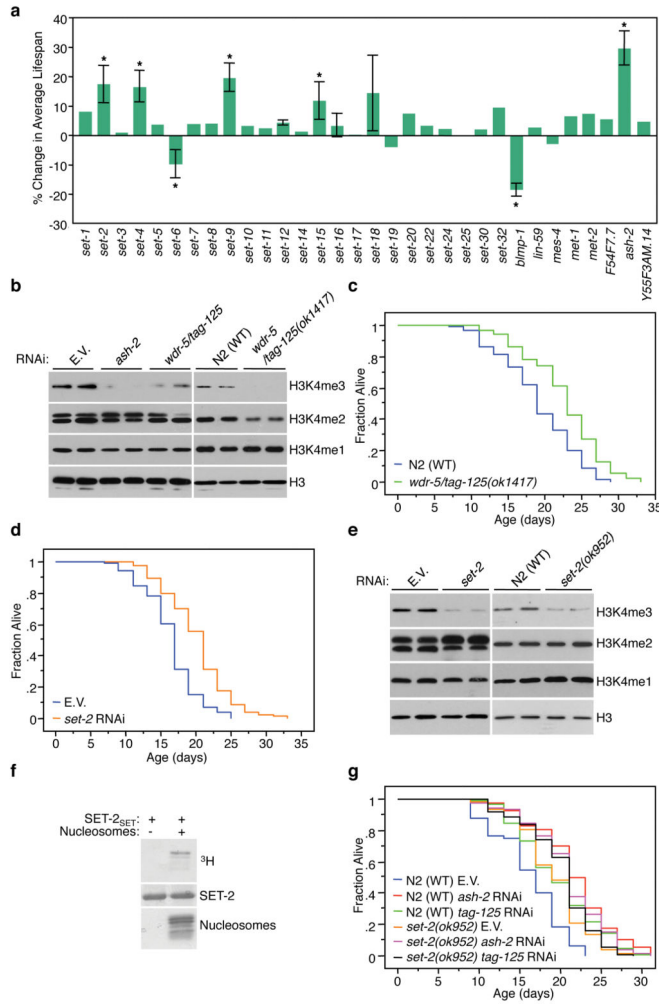 a
% Change in Average Lifespan
40
30
20
10
0
-10
-20
-30
* * * * * * *
set-1 set-2 set-3 set-4 set-5 set-6 set-7 set-8 set-9 set-10 set-11 set-12 set-14 set-15 set-16 set-17 set-18 set-19 set-20 set-22 set-24 set-25 set-30 set-32 blmp-1 lin-59 mes-4 met-1 met-2 F54F7.7 ash-2 Y55F3AM.14
b
RNAi: E.V. ash-2 wdr-5/tag-125 N2 (WT) wdr-5
/tag-125(ok1417)
H3K4me3
H3K4me2
H3K4me1
H3
c
Fraction Alive
1
.8
.6
.4
.2
0
N2 (WT)
wdr-5/tag-125(ok1417)
0 5 10 15 20 25 30 35
Age (days)
d
Fraction Alive
1
.8
.6
.4
.2
0
E.V.
set-2 RNAi
0 5 10 15 20 25 30 35
Age (days)
e
RNAi: E.V. set-2 N2 (WT) set-2(ok952)
H3K4me3
H3K4me2
H3K4me1
H3
f
SET-2SET: + +
Nucleosomes: - +
3H
SET-2
Nucleosomes
g
Fraction Alive
1
.8
.6
.4
.2
0
N2 (WT) E.V.
N2 (WT) ash-2 RNAi
N2 (WT) tag-125 RNAi
set-2(ok952) E.V.
set-2(ok952) ash-2 RNAi
set-2(ok952) tag-125 RNAi
0 5 10 15 20 25 30
Age (days)